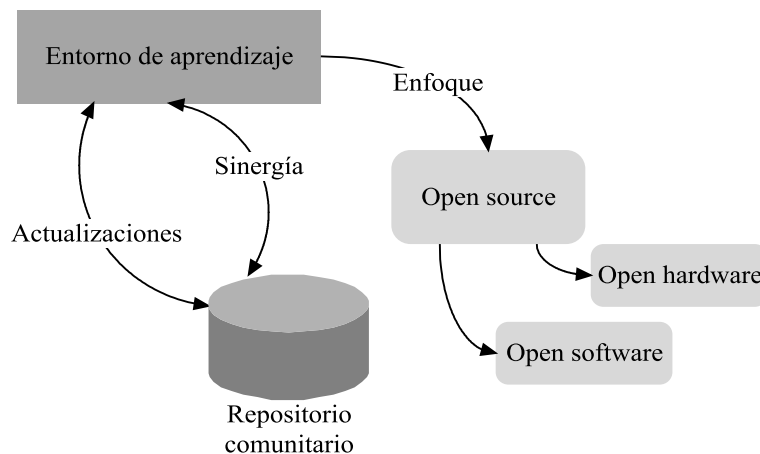 Entorno de aprendizaje
Enfoque
Sinergía
Open source
Actualizaciones
Open hardware
Open software
Repositorio
comunitario